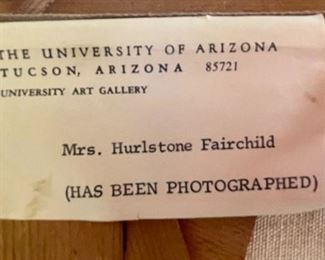 THE UNIVERSITY OF ARIZONA
TUCSON, ARIZONA 85721
UNIVERSITY ART GALLERY
Mrs. Hurlstone Fairchild
(HAS BEEN PHOTOGRAPHED)